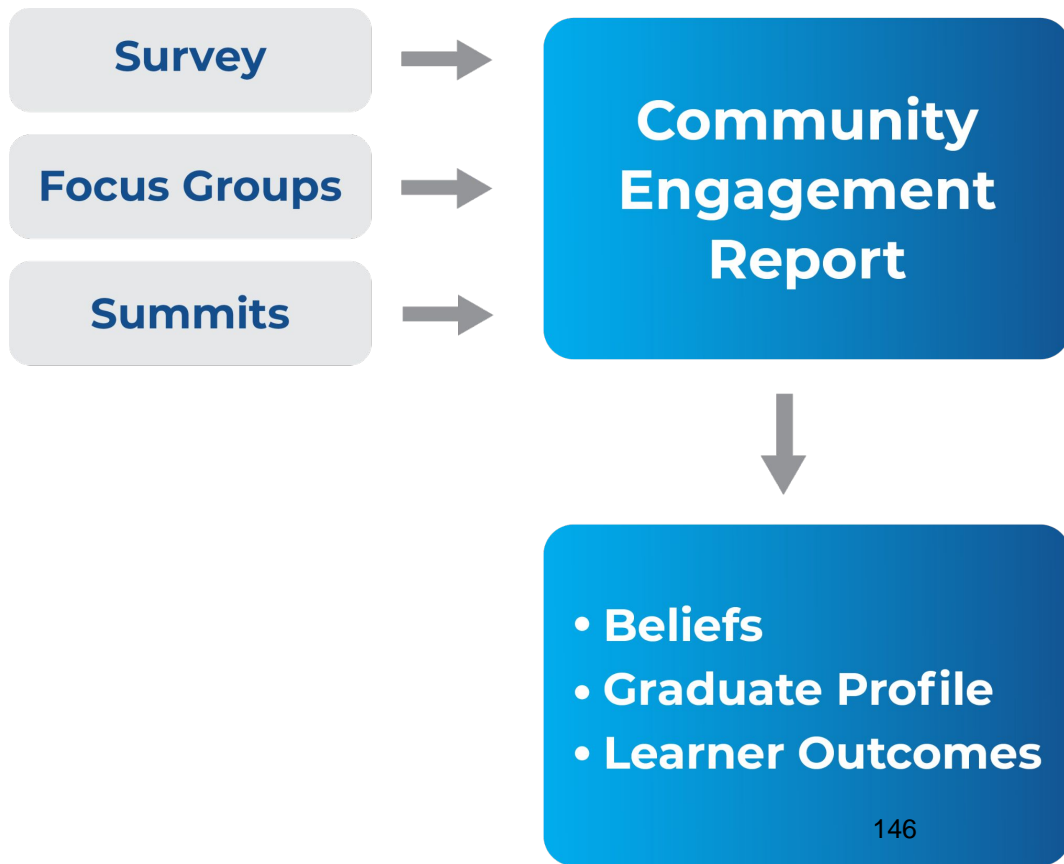 Survey
Focus Groups
Summits
Community
Engagement
Report
• Beliefs
• Graduate Profile
• Learner Outcomes
146